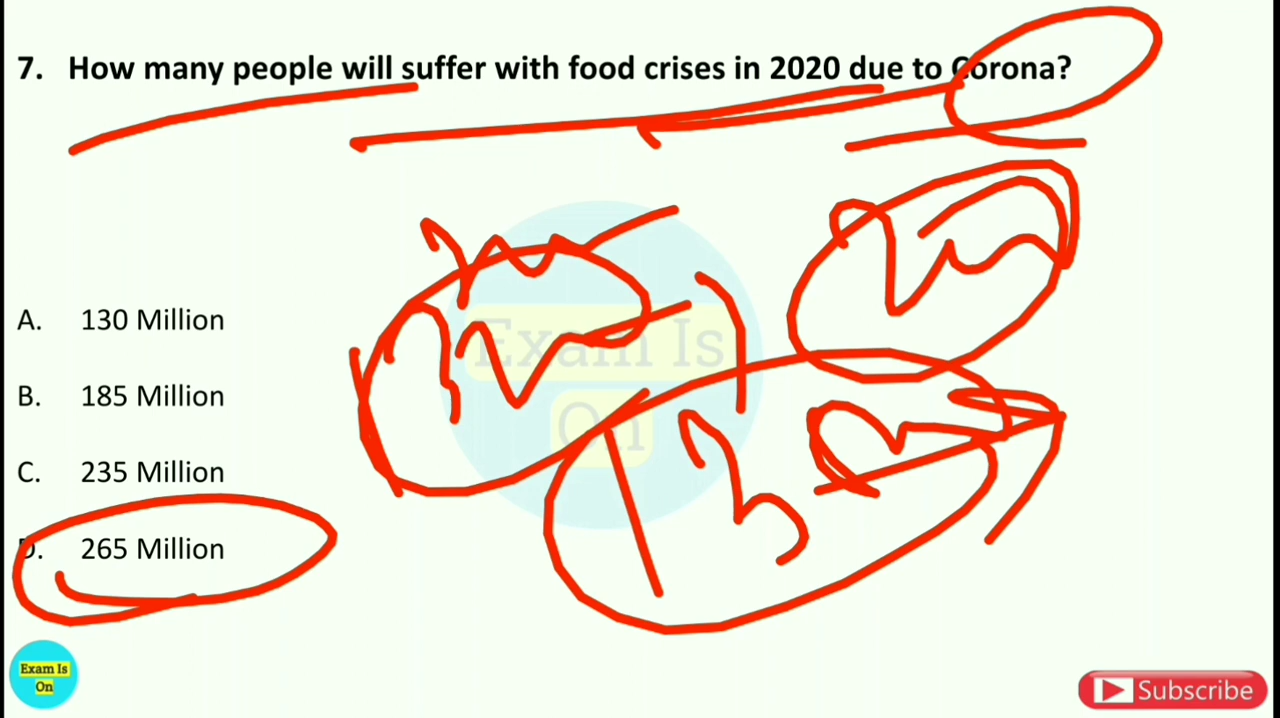 7. How many people will suffer with food crises in 2020 due to Corona?
A. 130 Million
B. 185 Million
C. 235 Million
D. 265 Million
Exam Is
On
Exam Is
On
Subscribe